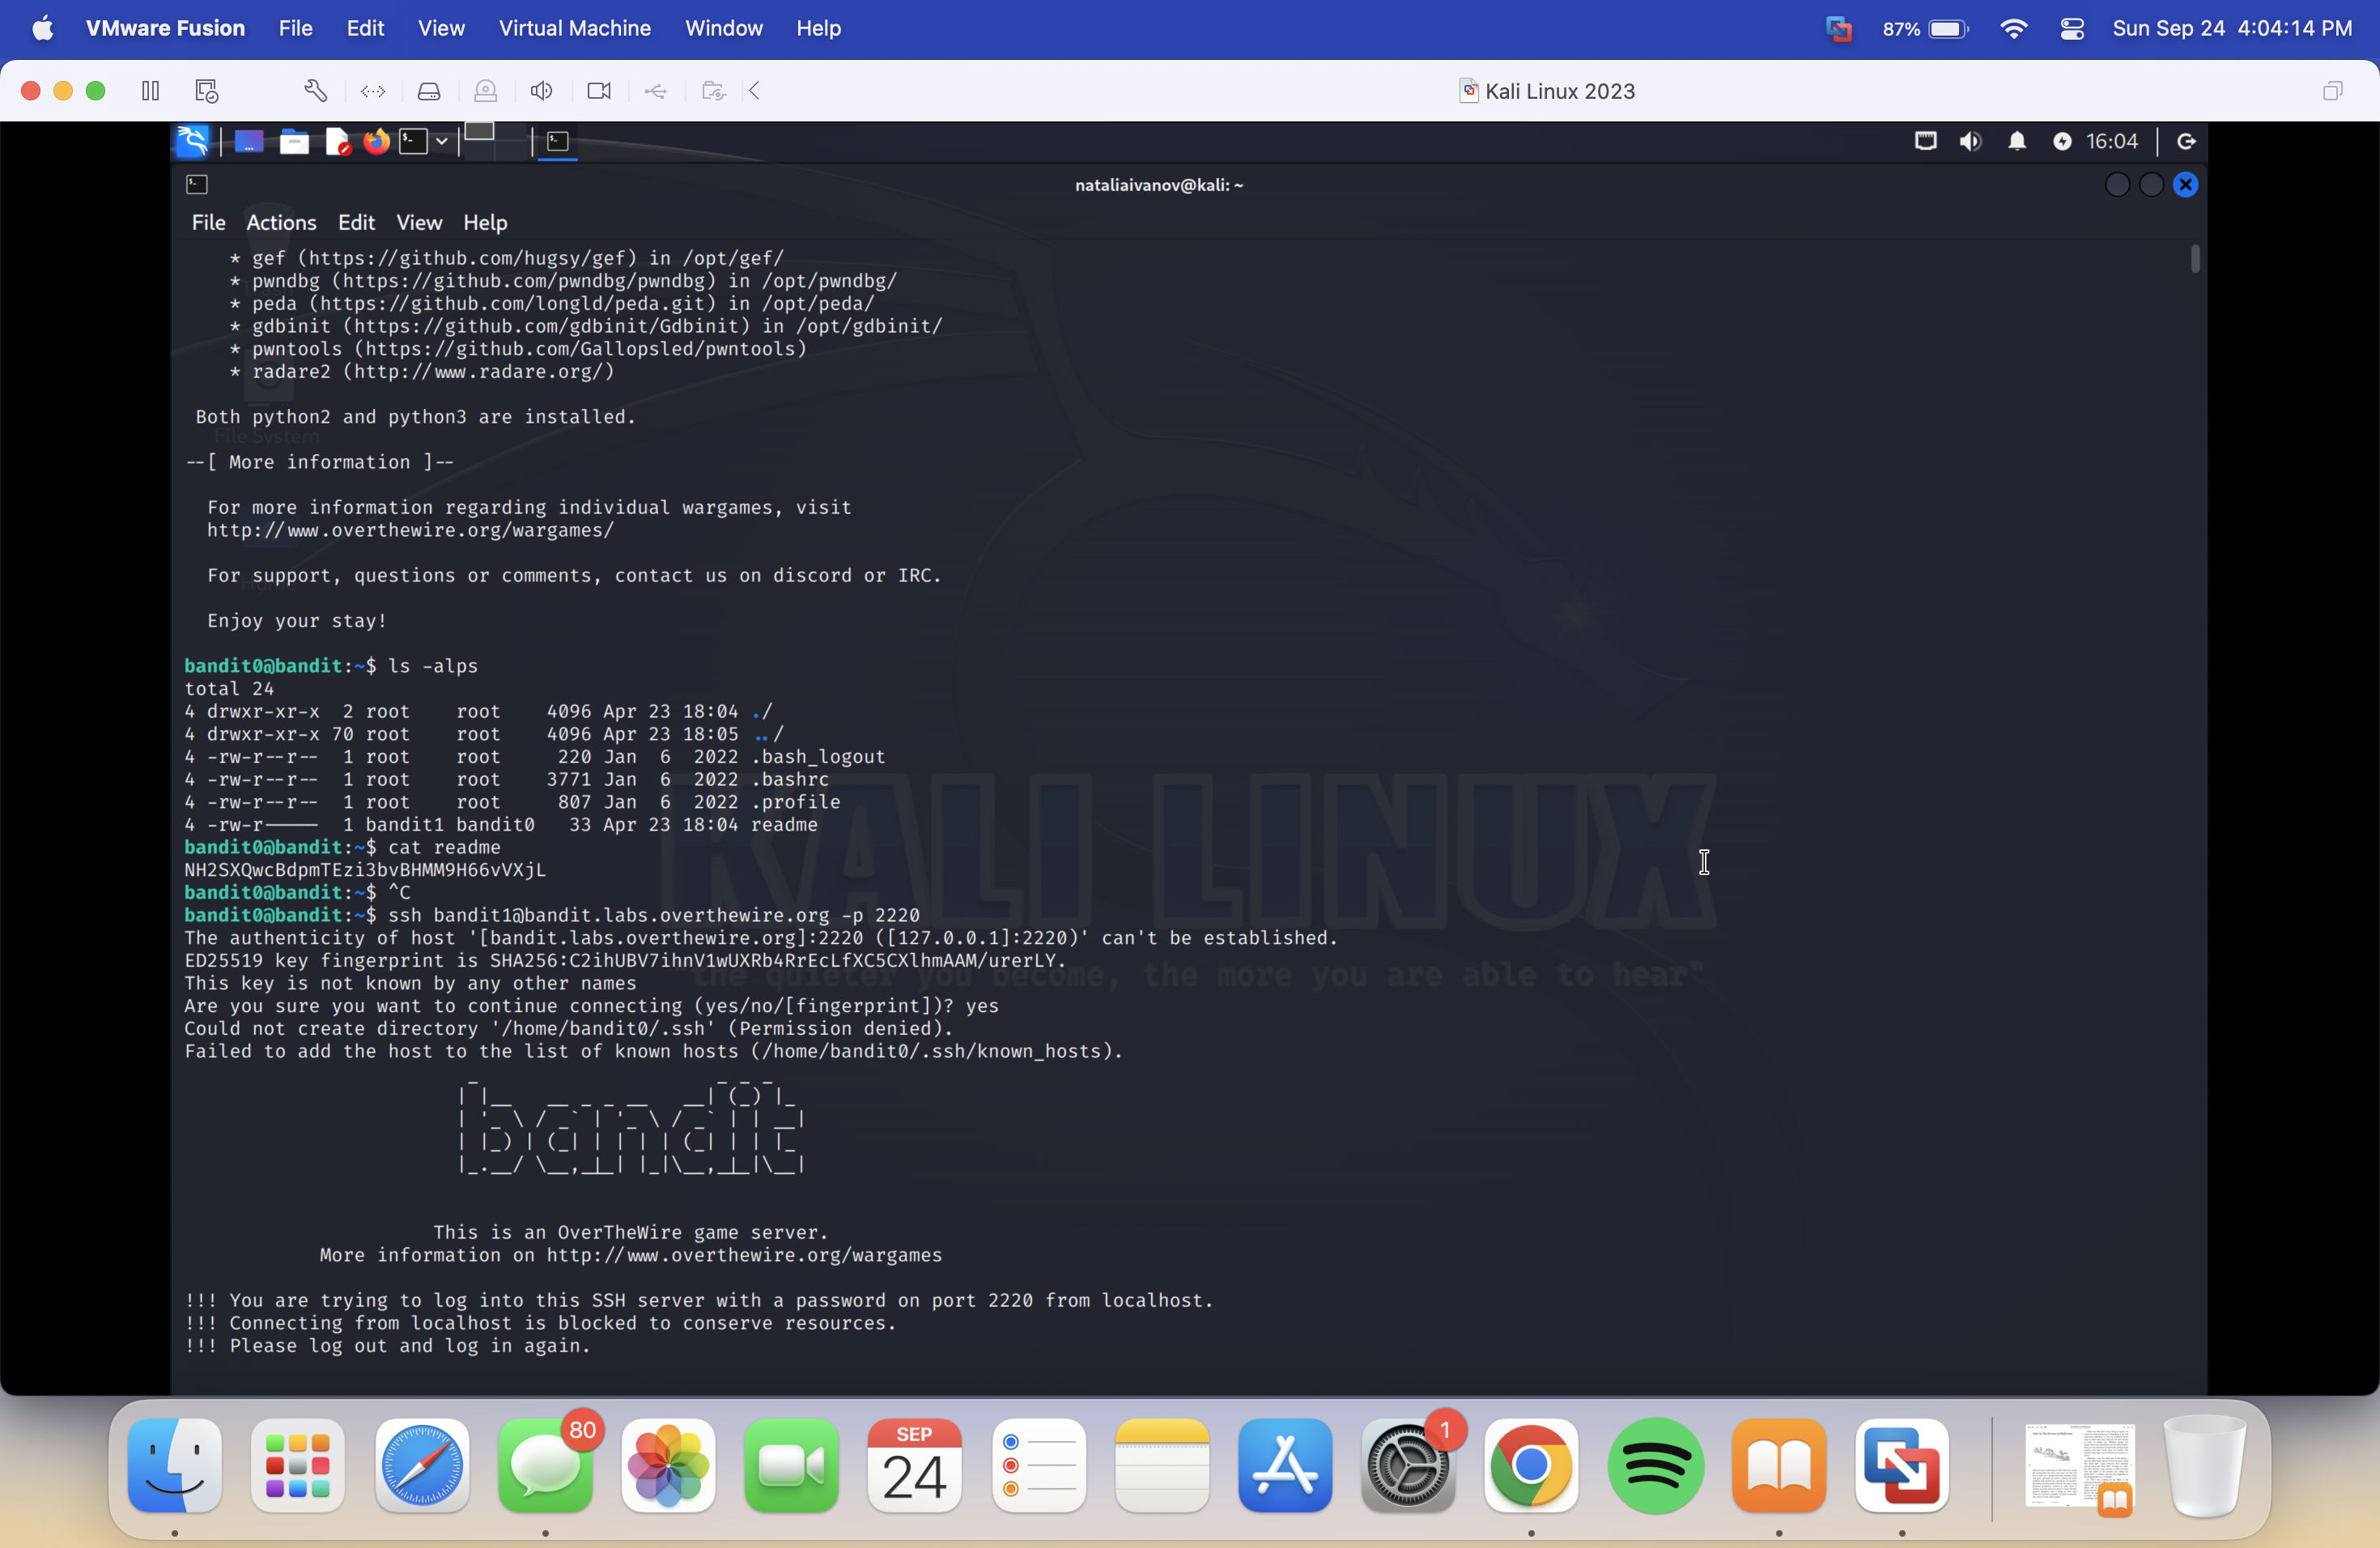 VMware Fusion File Edit View Virtual Machine Window Help 87% Sun Sep 24 4:04:14 PM
Kali Linux 2023
16:04
nataliaivanov@kali: ~
File Actions Edit View Help
* gef (https://github.com/hugsy/gef) in /opt/gef/
* pwndbg (https://github.com/pwndbg/pwndbg) in /opt/pwndbg/
* peda (https://github.com/longld/peda.git) in /opt/peda/
* gdbinit (https://github.com/gdbinit/Gdbinit) in /opt/gdbinit/
* pwntools (https://github.com/Gallopsled/pwntools)
* radare2 (http://www.radare.org/)
Both python2 and python3 are installed.
File System
--[ More information ]--
For more information regarding individual wargames, visit
http://www.overthewire.org/wargames/
For support, questions or comments, contact us on discord or IRC.
Home
Enjoy your stay!
bandit0@bandit:~$ ls -alps
total 24
4 drwxr-xr-x 2 root root 4096 Apr 23 18:04 ./
4 drwxr-xr-x 70 root root 4096 Apr 23 18:05 ../
4 -rw-r--r-- 1 root root 220 Jan 6 2022 .bash_logout
4 -rw-r--r-- 1 root root 3771 Jan 6 2022 .bashrc
4 -rw-r--r-- 1 root root 807 Jan 6 2022 .profile
4 -rw-r----- 1 bandit1 bandit0 33 Apr 23 18:04 readme
KALI LINUX
bandit0@bandit:~$ cat readme
NH2SXQwcBdpmTEzi3bvBHMM9H66vVXjL
bandit0@bandit:~$ ^C
bandit0@bandit:~$ ssh bandit1@bandit.labs.overthewire.org -p 2220
The authenticity of host '[bandit.labs.overthewire.org]:2220 ([127.0.0.1]:2220)' can't be established.
ED25519 key fingerprint is SHA256:C2ihUBV7ihnV1wUXRb4RrEcLfXC5CXlhmAAM/urerLY.
"the quieter you become, the more you are able to hear"
This key is not known by any other names
Are you sure you want to continue connecting (yes/no/[fingerprint])? yes
Could not create directory '/home/bandit0/.ssh' (Permission denied).
Failed to add the host to the list of known hosts (/home/bandit0/.ssh/known_hosts).
bandit
This is an OverTheWire game server.
More information on http://www.overthewire.org/wargames
!!! You are trying to log into this SSH server with a password on port 2220 from localhost.
!!! Connecting from localhost is blocked to conserve resources.
!!! Please log out and log in again.
80
SEP
24
1